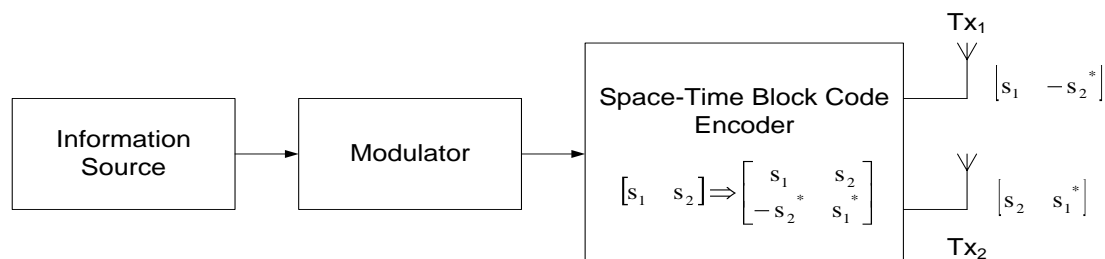 Information
Source
Modulator
Space-Time Block Code
Encoder
[s₁ s₂] ⇒ [s₁ s₂
−s₂* s₁*]
Tx₁
[s₁ −s₂*]
[s₂ s₁*]
Tx₂